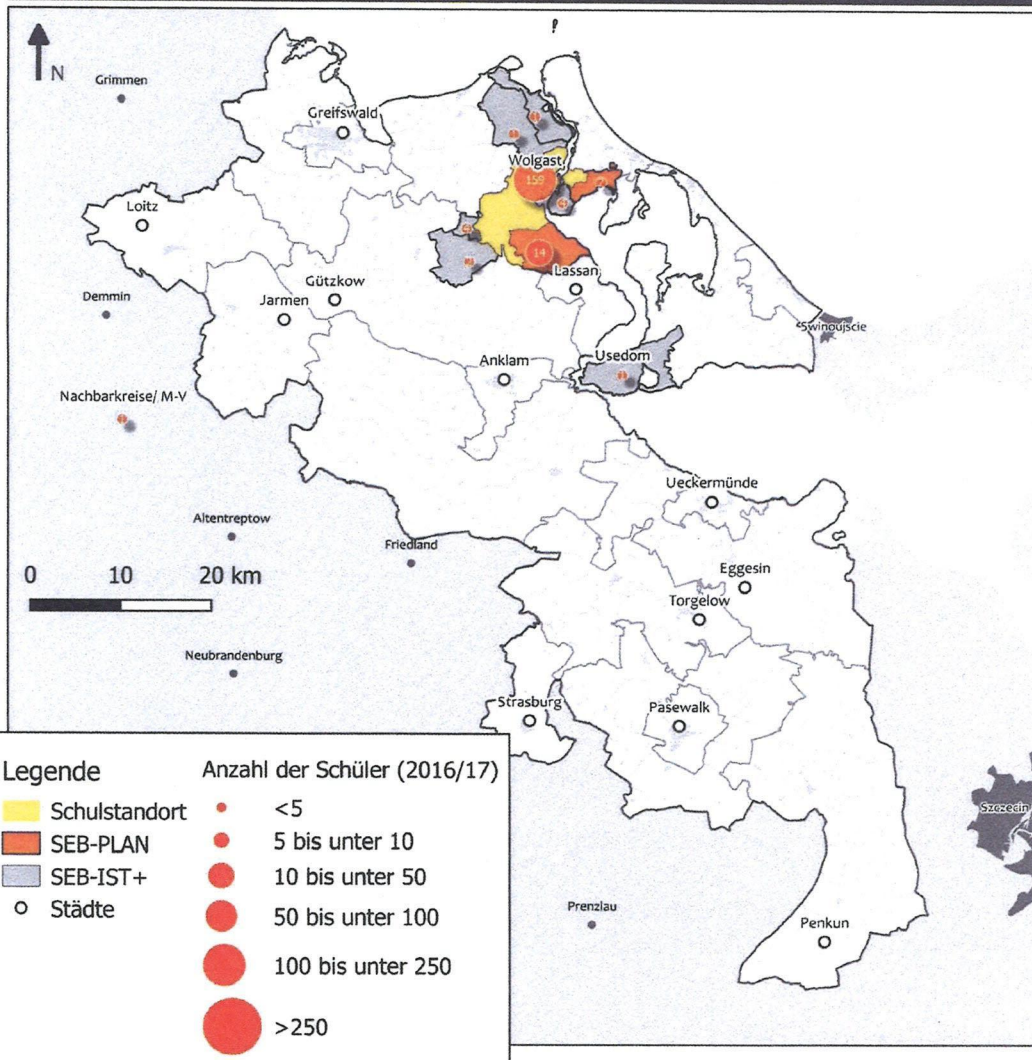 N
Grimmen
Greifswald
Wolgast
159
Loitz
14
Lassan
Gützkow
Jarmen
Demmin
Swinoujscie
Usedom
Anklam
Nachbarkreise/ M-V
Ueckermünde
Altentreptow
Friedland
0 10 20 km
Eggesin
Torgelow
Neubrandenburg
Strasburg
Pasewalk
Szczecin
Prenzlau
Penkun
Legende
Schulstandort
SEB-PLAN
SEB-IST+
Städte
Anzahl der Schüler (2016/17)
<5
5 bis unter 10
10 bis unter 50
50 bis unter 100
100 bis unter 250
>250